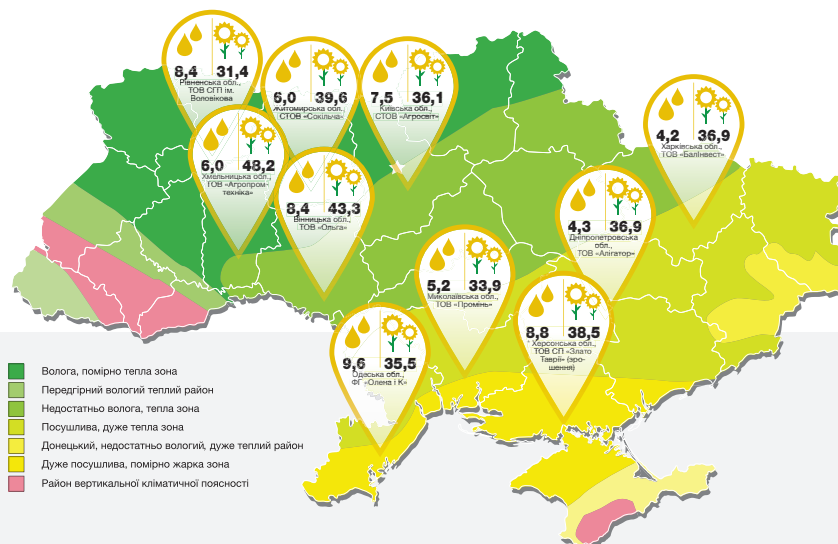 8,4 31,4
Рівненська обл.,
ТОВ СГП ім.
Воловікова
6,0 39,6
Житомирська обл.,
СТОВ «Сокільча»
7,5 36,1
Київська обл.,
СТОВ «Агросвіт»
4,2 36,9
Харківська обл.,
ТОВ «БалІнвест»
6,0 48,2
Хмельницька обл.,
ТОВ «Агропром-
техніка»
8,4 43,3
Вінницька обл.,
ТОВ «Ольга»
4,3 36,9
Дніпропетровська
обл.,
ТОВ «Алігатор»
5,2 33,9
Миколаївська обл.,
ТОВ «Промінь»
8,8 38,5
* Херсонська обл.,
ТОВ СП «Злато
Таврії» (зро-
шення)
9,6 35,5
Одеська обл.,
ФГ «Олена і К»
Волога, помірно тепла зона
Передгірний вологий теплий район
Недостатньо волога, тепла зона
Посушлива, дуже тепла зона
Донецький, недостатньо вологий, дуже теплий район
Дуже посушлива, помірно жарка зона
Район вертикальної кліматичної поясності